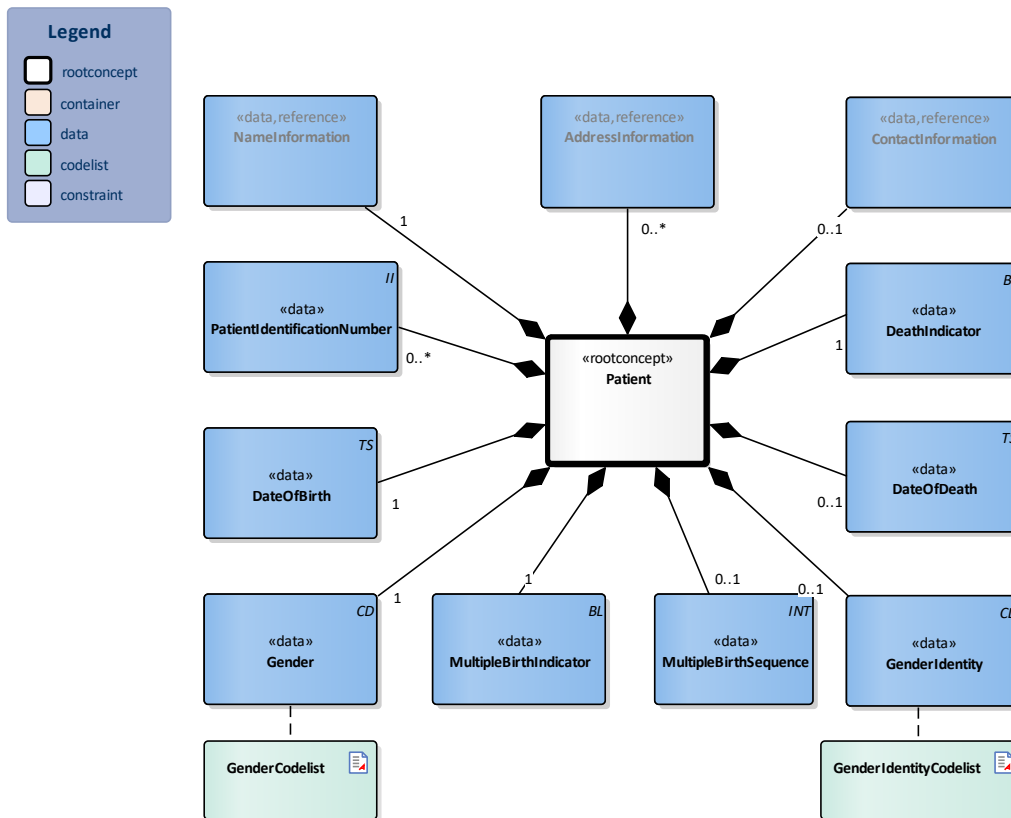 Legend
rootconcept
container
data
codelist
constraint
«data,reference»
NameInformation
«data,reference»
AddressInformation
«data,reference»
ContactInformation
1
0..*
0..1
II
«data»
PatientIdentificationNumber
0..*
«data»
DeathIndicator
1
«rootconcept»
Patient
TS
«data»
DateOfBirth
1
«data»
DateOfDeath
0..1
CD
«data»
Gender
1
BL
«data»
MultipleBirthIndicator
1
INT
«data»
MultipleBirthSequence
0..1
«data»
GenderIdentity
0..1
GenderCodelist
GenderIdentityCodelist